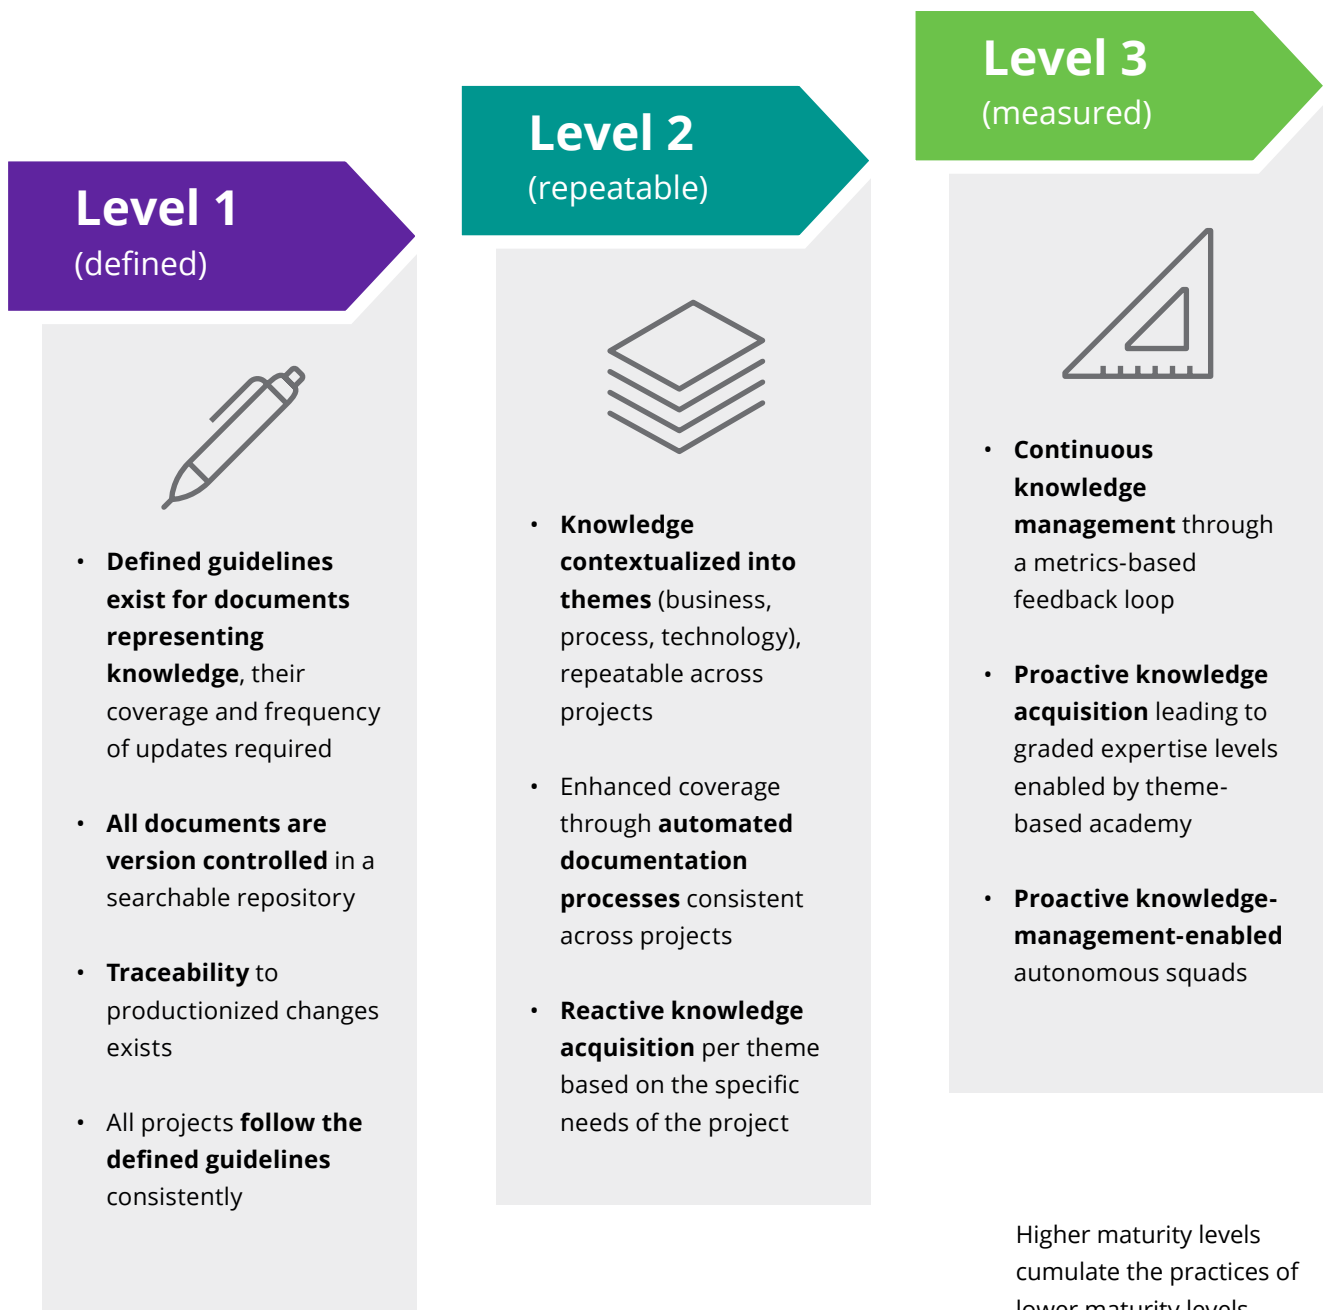 Level 1
(defined)
• Defined guidelines
exist for documents
representing
knowledge, their
coverage and frequency
of updates required
• All documents are
version controlled in a
searchable repository
• Traceability to
productionized changes
exists
• All projects follow the
defined guidelines
consistently
Level 2
(repeatable)
• Knowledge
contextualized into
themes (business,
process, technology),
repeatable across
projects
• Enhanced coverage
through automated
documentation
processes consistent
across projects
• Reactive knowledge
acquisition per theme
based on the specific
needs of the project
Level 3
(measured)
• Continuous
knowledge
management through
a metrics-based
feedback loop
• Proactive knowledge
acquisition leading to
graded expertise levels
enabled by theme-
based academy
• Proactive knowledge-
management-enabled
autonomous squads
Higher maturity levels
cumulate the practices of
lower maturity levels